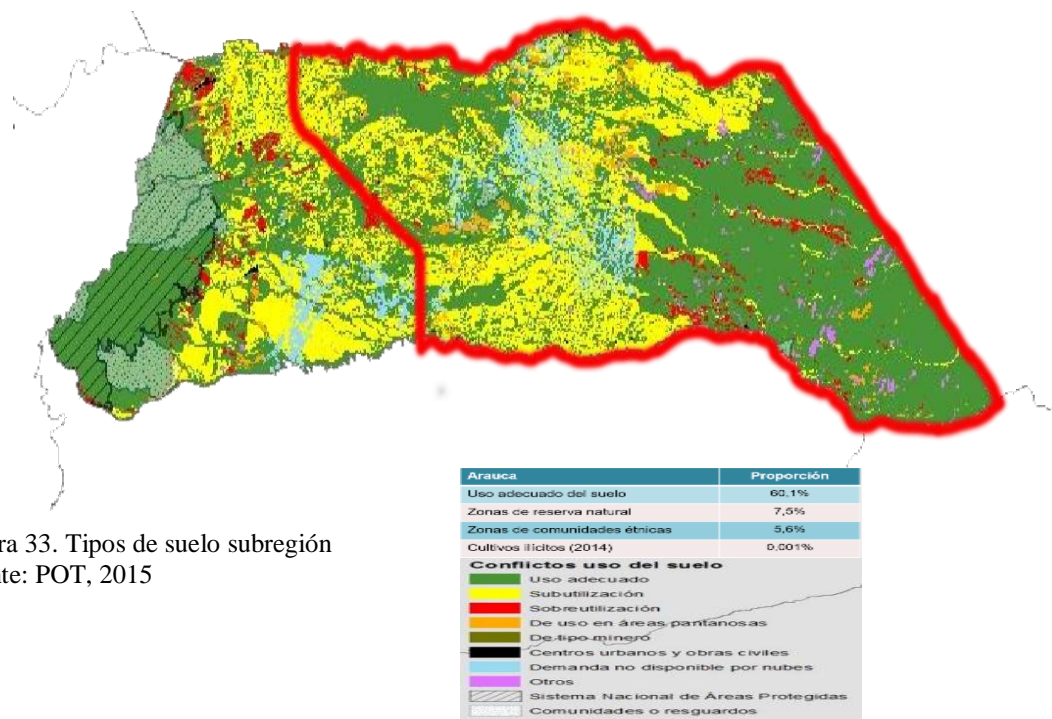 Arauca Proporción
Uso adecuado del suelo 60,1%
Zonas de reserva natural 7,5%
Zonas de comunidades étnicas 5,6%
Cultivos ilícitos (2014) 0,001%
ra 33. Tipos de suelo subregión
te: POT, 2015
Conflictos uso del suelo
Uso adecuado
Subutilización
Sobreutilización
De uso en áreas pantanosas
De tipo minero
Centros urbanos y obras civiles
Demanda no disponible por nubes
Otros
Sistema Nacional de Áreas Protegidas
Comunidades o resguardos